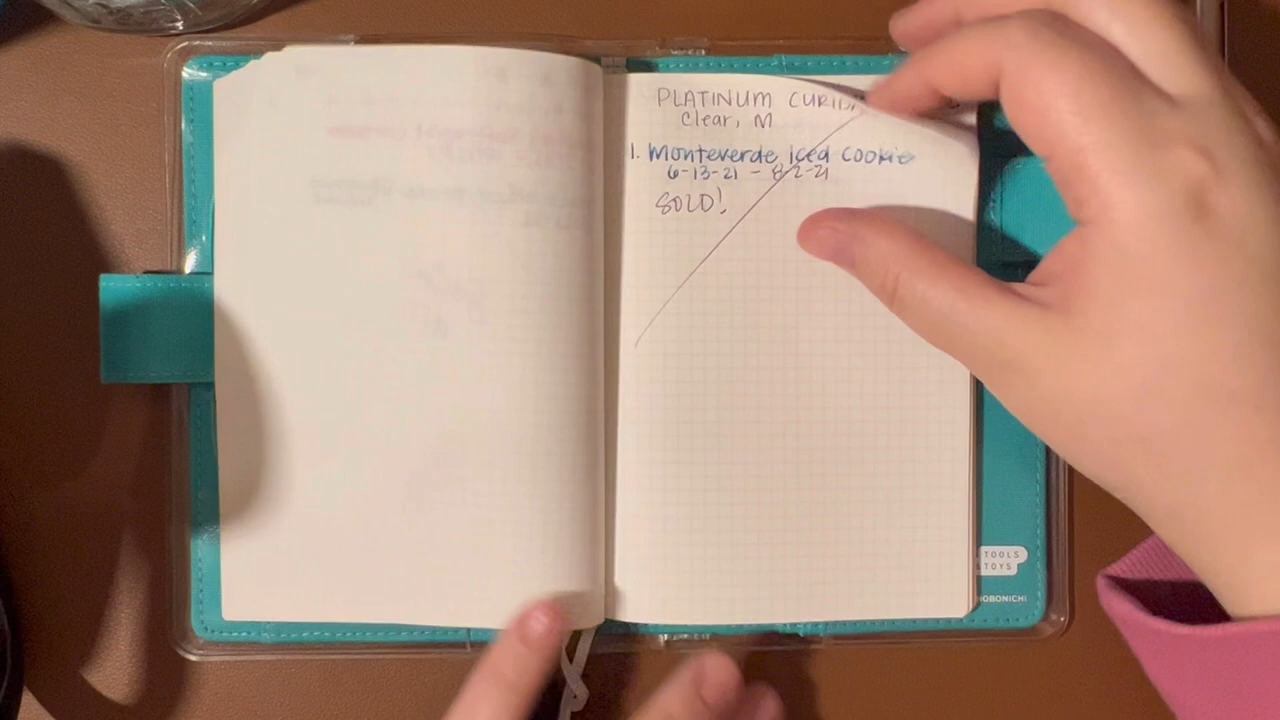 PLATINUM
Clear, M
1. Monteverde Iced Cookie
6-13-21 - 8-2-21
SOLD!
TOOLS
&TOYS
HOBONICHI